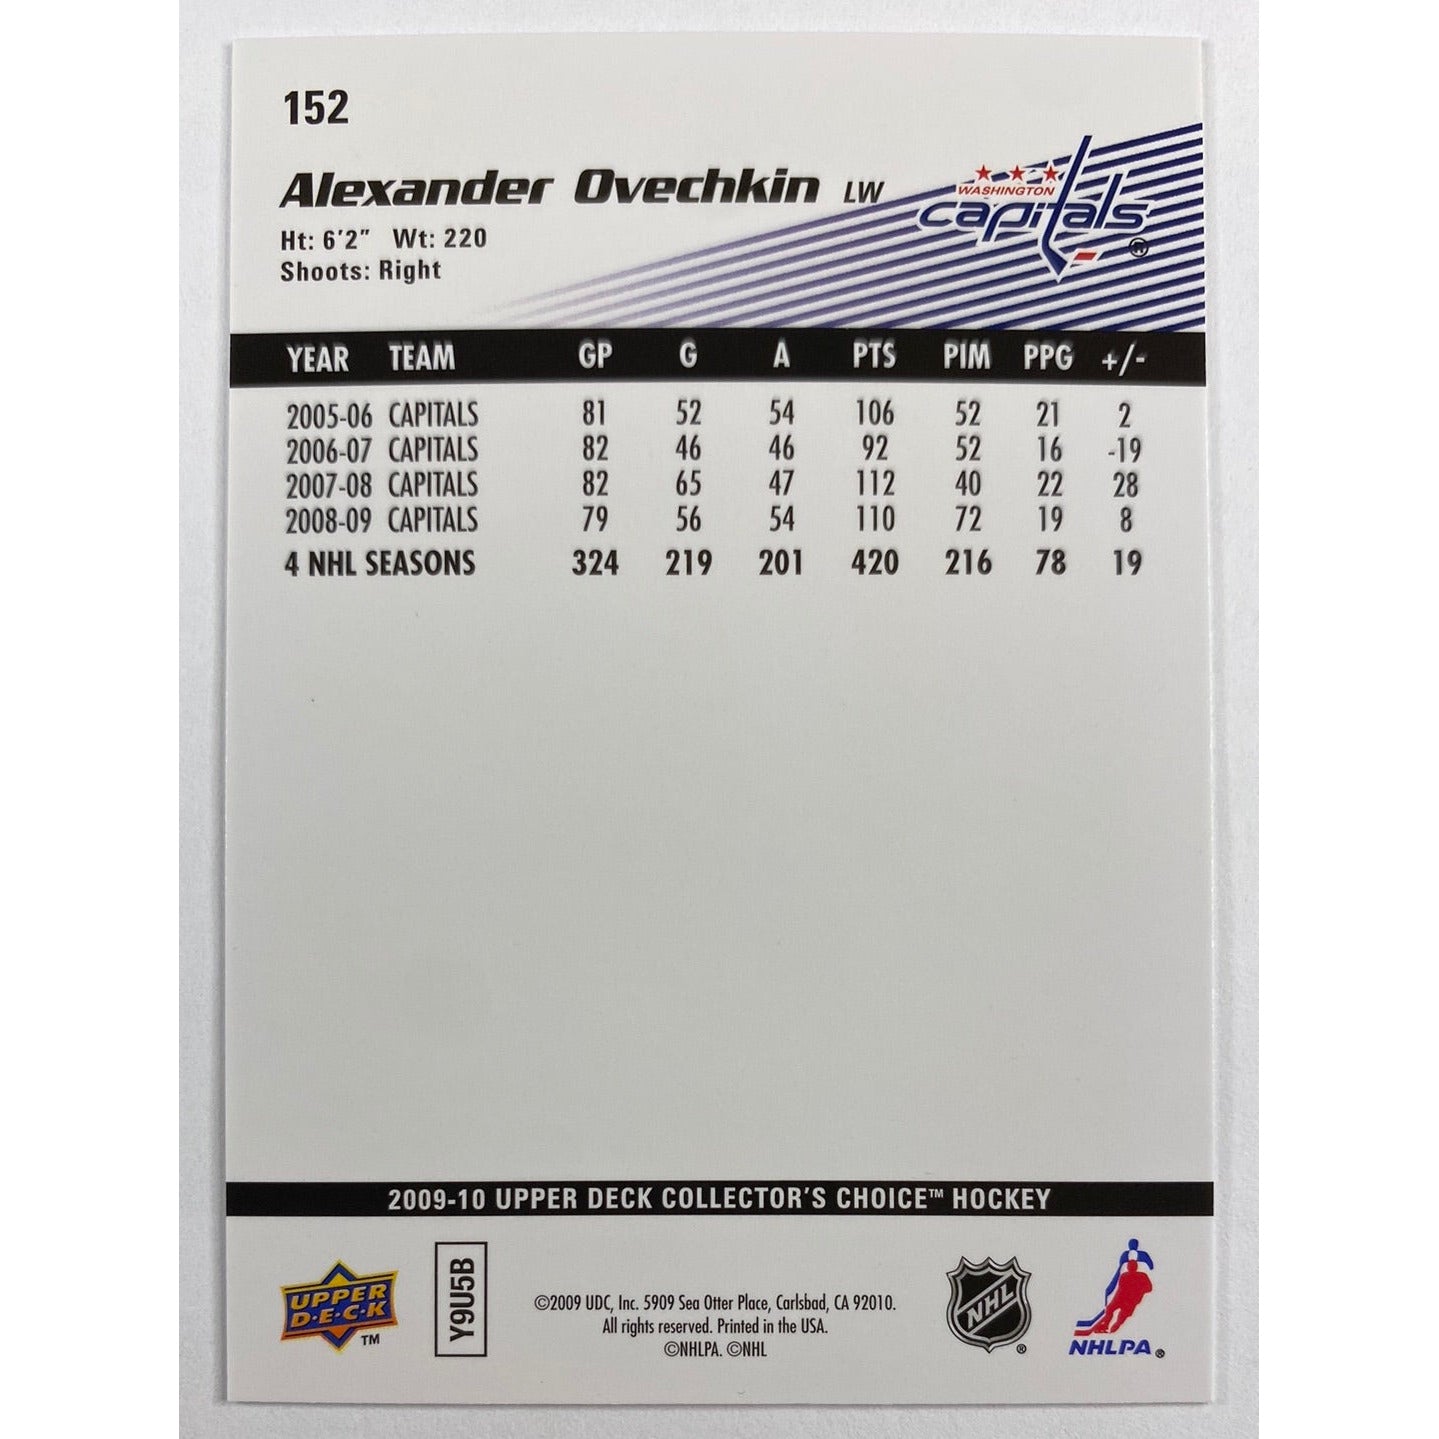 152
Alexander Ovechkin LW
WASHINGTON
capitals®
Ht: 6'2" Wt: 220
Shoots: Right
YEAR TEAM GP G A PTS PIM PPG +/-
2005-06 CAPITALS 81 52 54 106 52 21 2
2006-07 CAPITALS 82 46 46 92 52 16 -19
2007-08 CAPITALS 82 65 47 112 40 22 28
2008-09 CAPITALS 79 56 54 110 72 19 8
4 NHL SEASONS 324 219 201 420 216 78 19
2009-10 UPPER DECK COLLECTOR'S CHOICE™ HOCKEY
UPPER
D·E·C·K
TM
Y9U5B
©2009 UDC, Inc. 5909 Sea Otter Place, Carlsbad, CA 92010.
All rights reserved. Printed in the USA.
©NHLPA. ©NHL
NHL®
NHLPA®